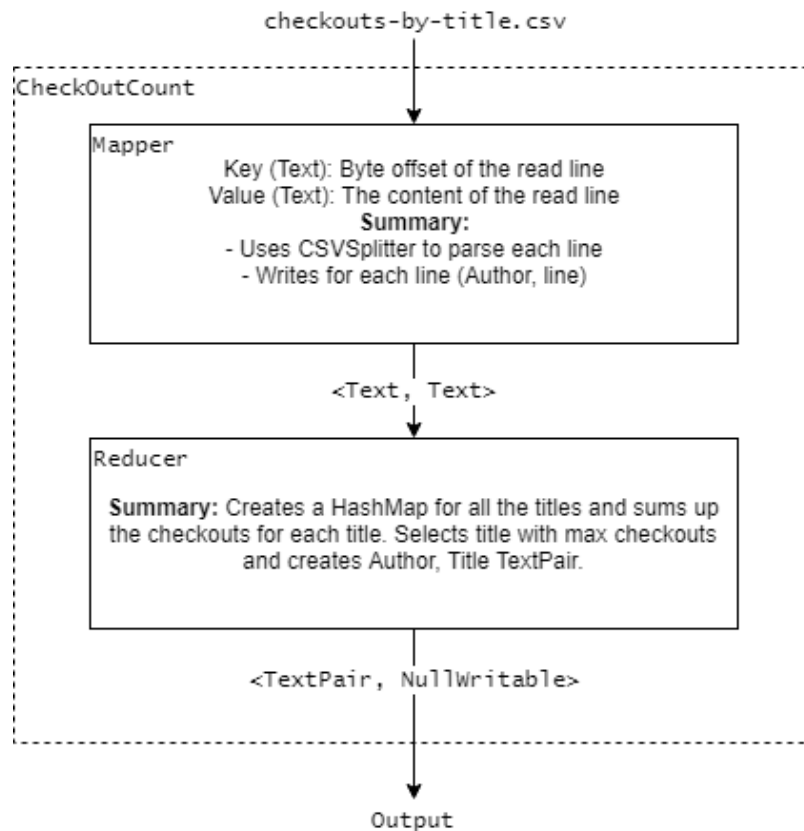 checkouts-by-title.csv
CheckOutCount
Mapper
Key (Text): Byte offset of the read line
Value (Text): The content of the read line
Summary:
- Uses CSVSplitter to parse each line
- Writes for each line (Author, line)
<Text, Text>
Reducer
Summary: Creates a HashMap for all the titles and sums up
the checkouts for each title. Selects title with max checkouts
and creates Author, Title TextPair.
<TextPair, NullWritable>
Output